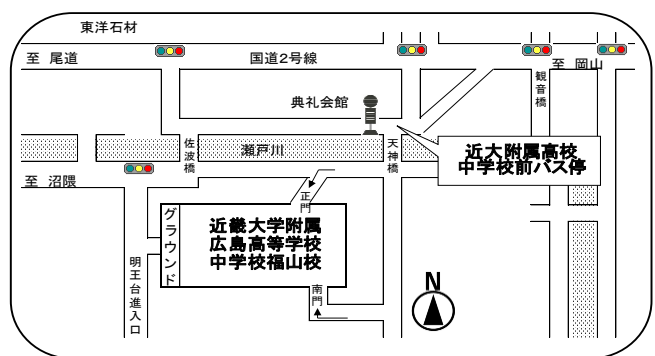 東洋石材
至 尾道
国道2号線
至 岡山
観音橋
典礼会館
近大附属高校
中学校前バス停
佐波橋
瀬戸川
天神橋
至 沼隈
正門
グラウンド
近畿大学附属
広島高等学校
中学校福山校
明王台進入口
南門
N